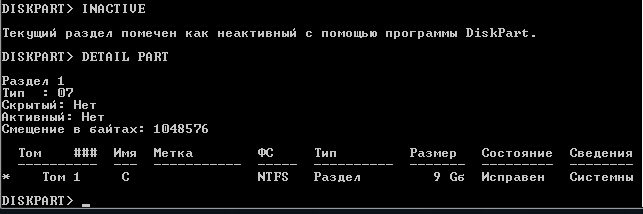 DISKPART> INACTIVE
Текущий раздел помечен как неактивный с помощью программы DiskPart.
DISKPART> DETAIL PART
Раздел 1
Тип : 07
Скрытый: Нет
Активный: Нет
Смещение в байтах: 1048576
Том ### Имя Метка ФС Тип Размер Состояние Сведения
---------- --- ----------- ----- ---------- ------- --------- --------
* Том 1 C NTFS Раздел 9 Gб Исправен Системны
DISKPART> _